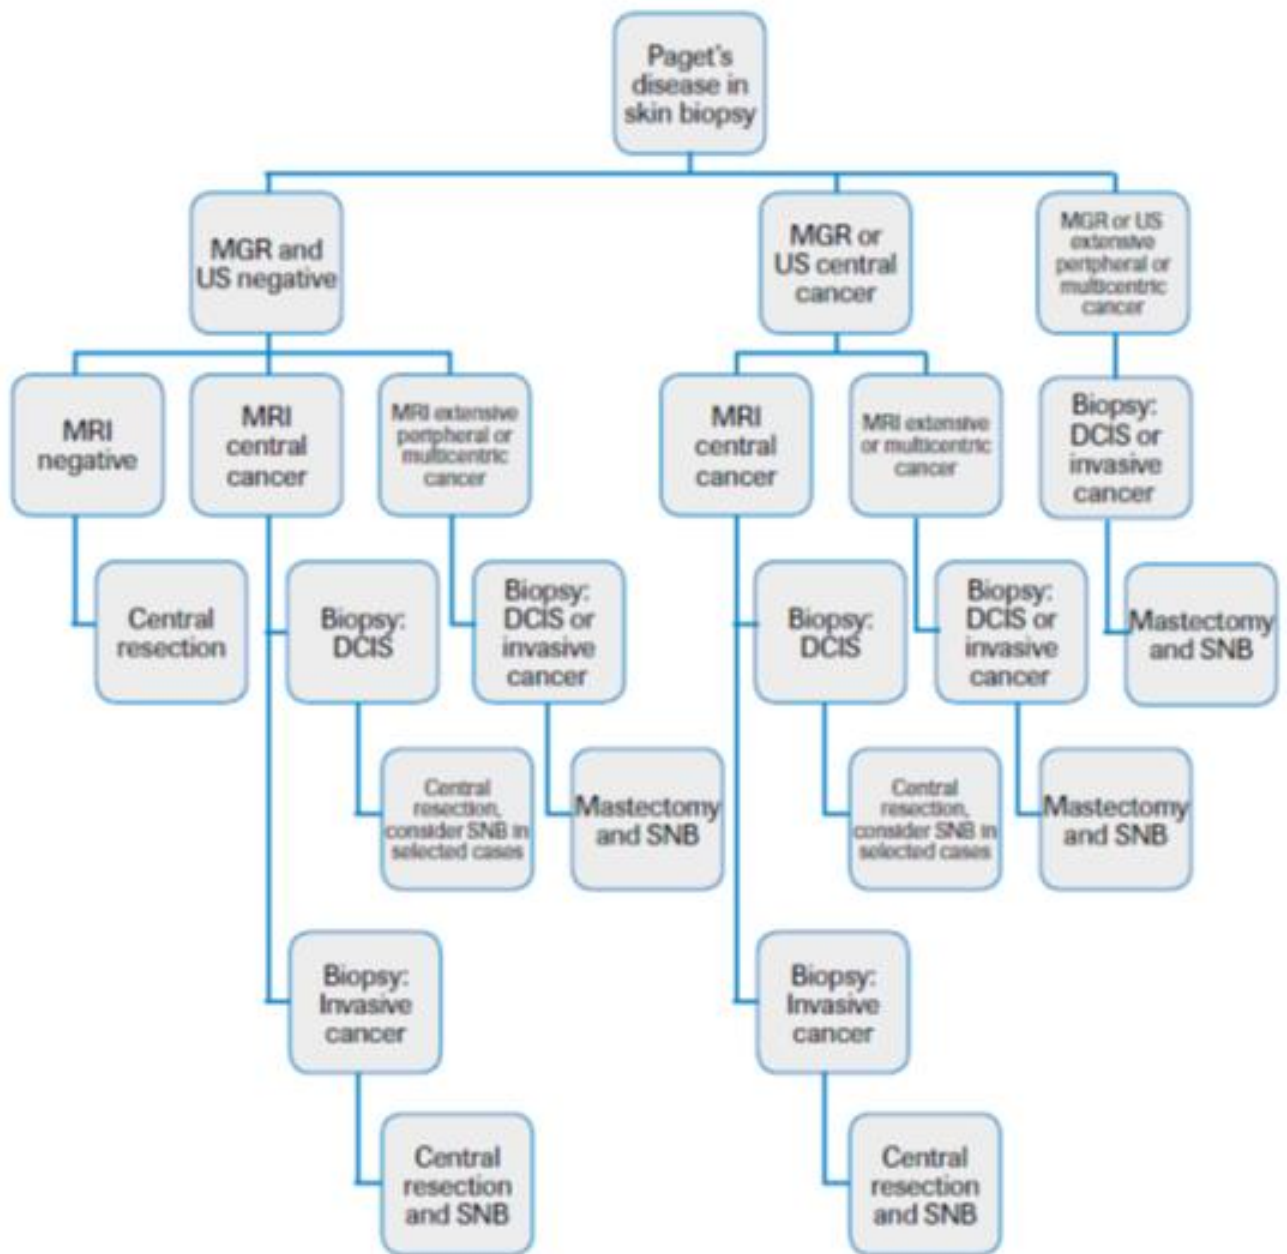 Paget's
disease in
skin biopsy
MGR and
US negative
MGR or
US central
cancer
MGR or US
extensive
peripheral or
multicentric
cancer
MRI
negative
MRI
central
cancer
MRI extensive
peripheral or
multicentric
cancer
MRI
central
cancer
MRI extensive
or multicentric
cancer
Biopsy:
DCIS or
invasive
cancer
Central
resection
Biopsy:
DCIS
Biopsy:
DCIS or
invasive
cancer
Biopsy:
DCIS
Biopsy:
DCIS or
invasive
cancer
Mastectomy
and SNB
Central
resection,
consider SNB in
selected cases
Mastectomy
and SNB
Central
resection,
consider SNB in
selected cases
Mastectomy
and SNB
Biopsy:
Invasive
cancer
Biopsy:
Invasive
cancer
Central
resection
and SNB
Central
resection
and SNB